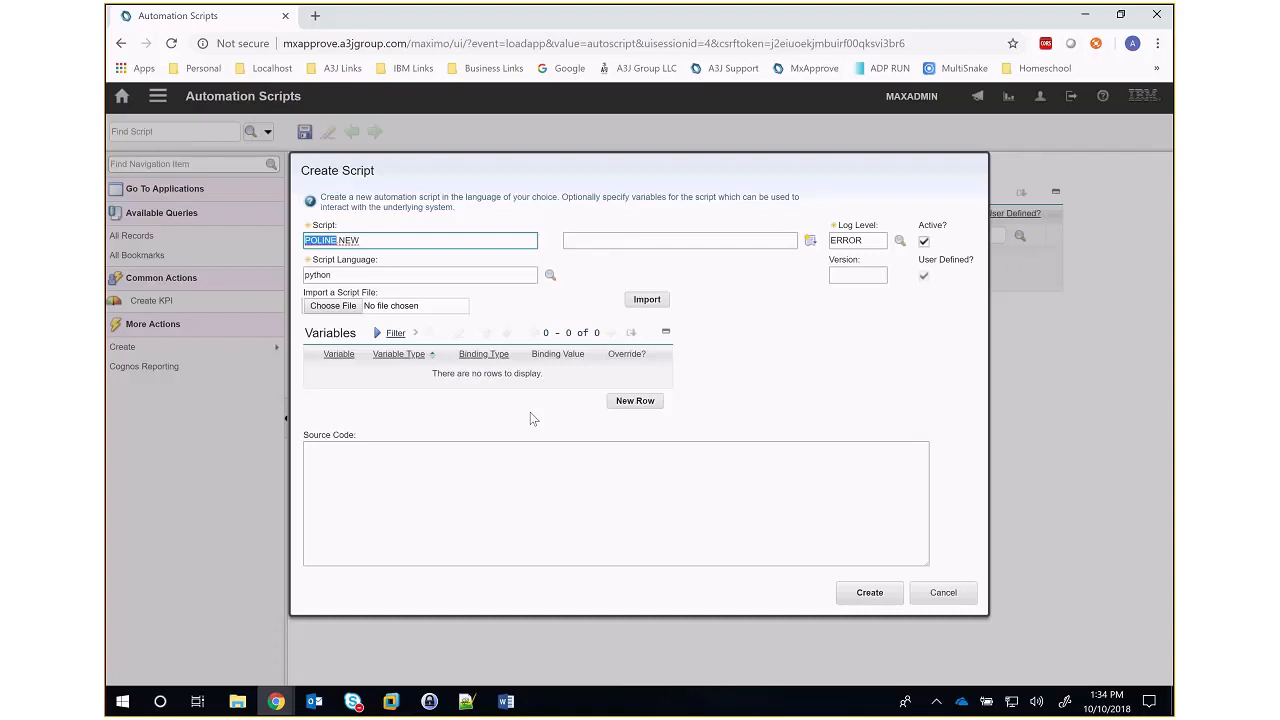 Automation Scripts
Not secure mxapprove.a3jgroup.com/maximo/ui/?event=loadapp&value=autoscript&uisessionid=4&csrftoken=j2eiuoekjmbuirf00qksvi3br6
CORS
A
Apps Personal Localhost A3J Links IBM Links Business Links Google A3J Group LLC A3J Support MxApprove ADP RUN MultiSnake Homeschool »
Automation Scripts MAXADMIN IBM
Find Script
Find Navigation Item
Go To Applications
Available Queries
All Records
All Bookmarks
Common Actions
Create KPI
More Actions
Create
Cognos Reporting
User Defined?
Create Script
Create a new automation script in the language of your choice. Optionally specify variables for the script which can be used to
interact with the underlying system.
Script: Log Level: Active?
POLINE.NEW ERROR
Script Language: Version: User Defined?
python
Import a Script File:
Choose File No file chosen Import
Variables Filter 0 - 0 of 0
Variable Variable Type Binding Type Binding Value Override?
There are no rows to display.
New Row
Source Code:
Create Cancel
1:34 PM
10/10/2018